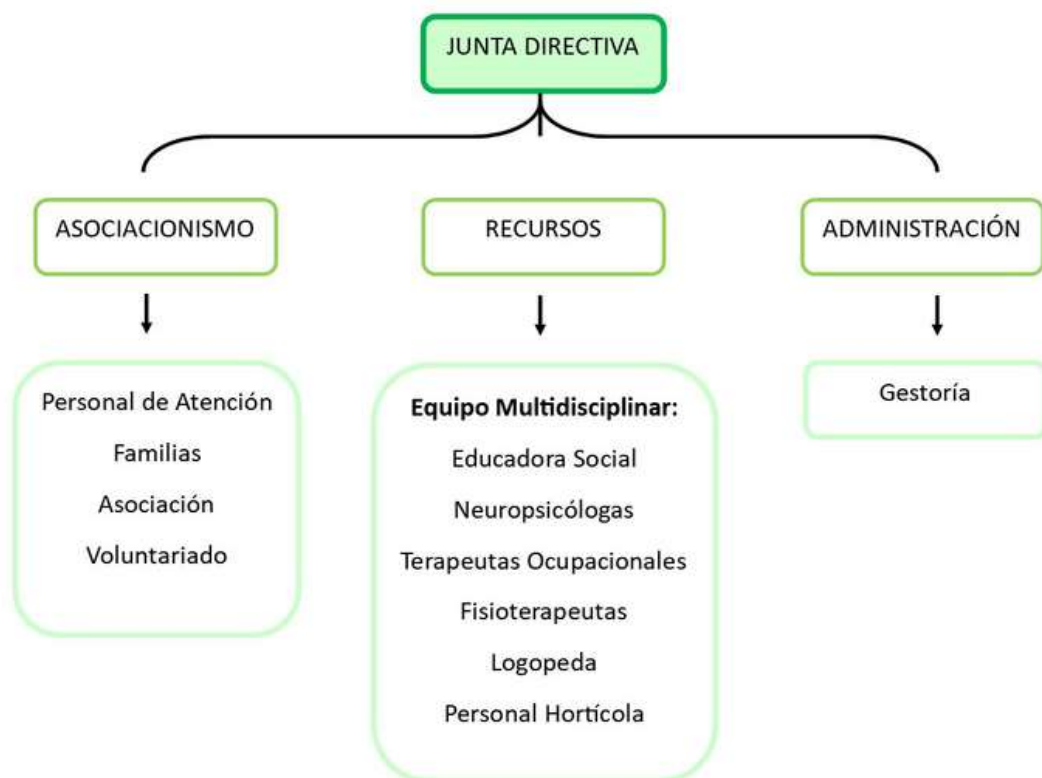 JUNTA DIRECTIVA
ASOCIACIONISMO
RECURSOS
ADMINISTRACIÓN
Personal de Atención
Familias
Asociación
Voluntariado
Equipo Multidisciplinar:
Educadora Social
Neuropsicólogas
Terapeutas Ocupacionales
Fisioterapeutas
Logopeda
Personal Hortícola
Gestoría